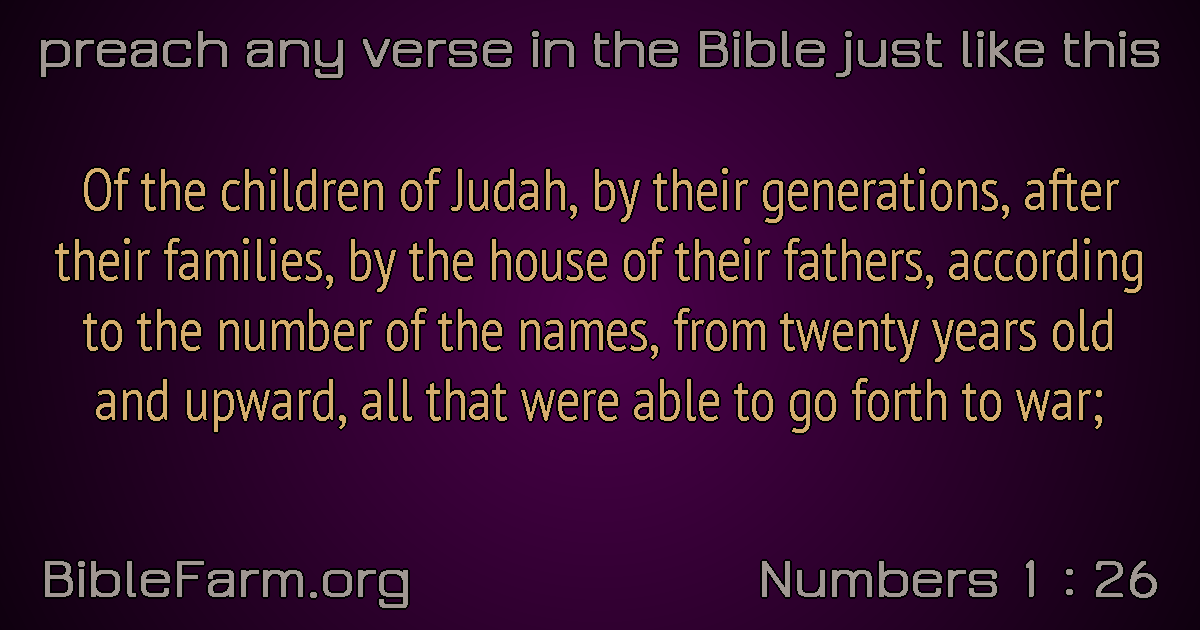 preach any verse in the Bible just like this
Of the children of Judah, by their generations, after
their families, by the house of their fathers, according
to the number of the names, from twenty years old
and upward, all that were able to go forth to war;
BibleFarm.org
Numbers 1 : 26